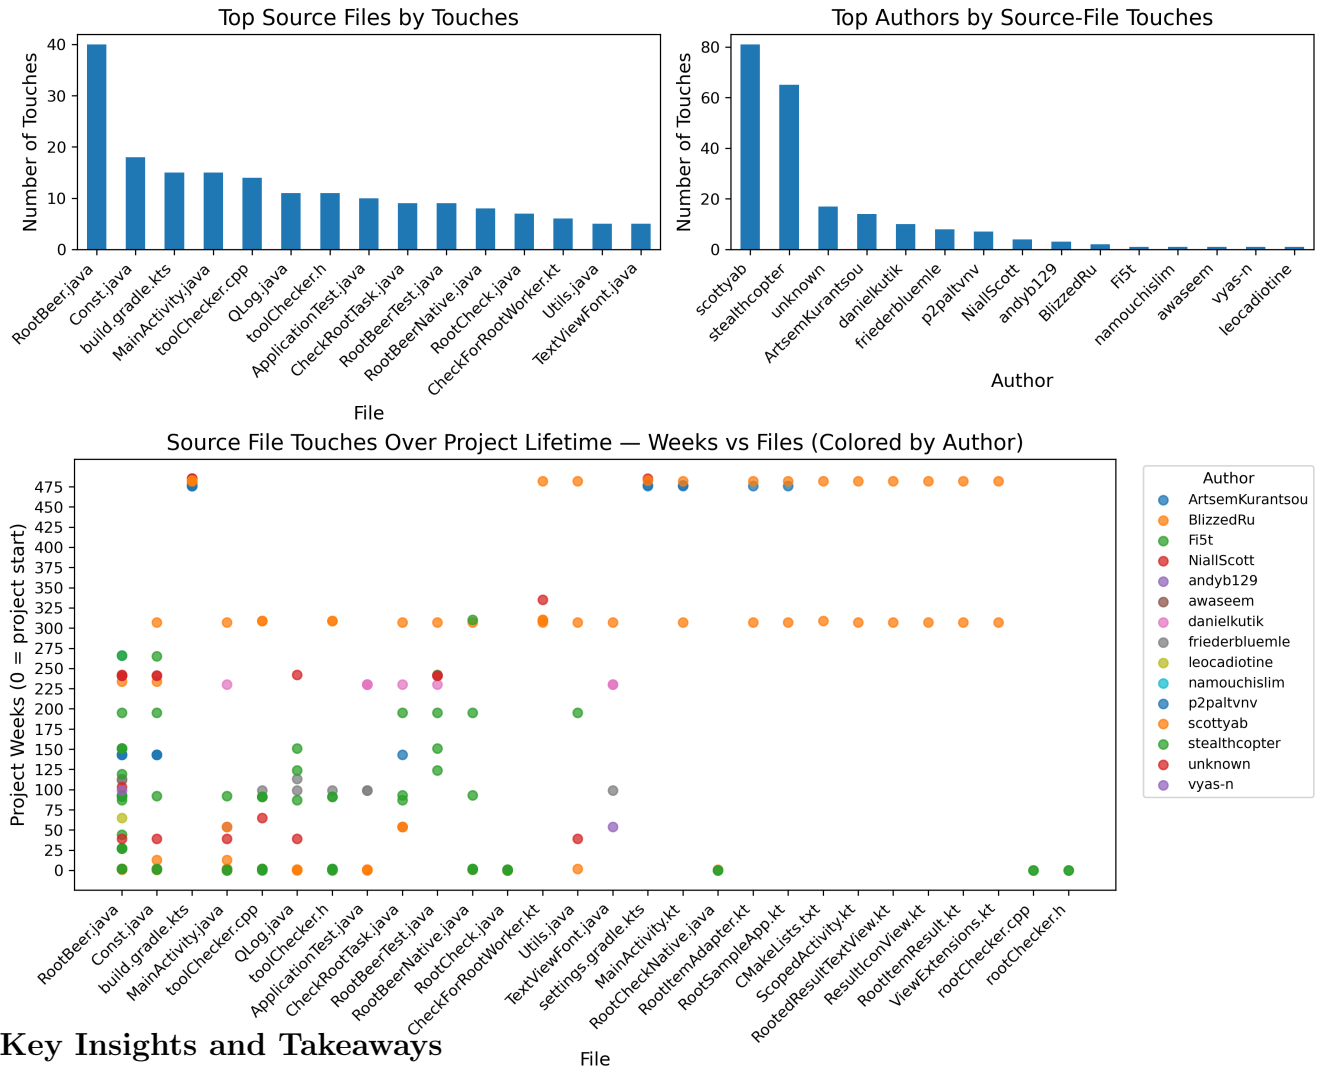 Top Source Files by Touches
Number of Touches
40
30
20
10
0
RootBeer.java
Const.java
build.gradle.kts
MainActivity.java
toolChecker.cpp
QLog.java
toolChecker.h
ApplicationTest.java
CheckRootTask.java
RootBeerTest.java
RootBeerNative.java
RootCheck.java
CheckForRootWorker.kt
Utils.java
TextViewFont.java
File
Top Authors by Source-File Touches
Number of Touches
80
60
40
20
0
scottyab
stealthcopter
unknown
ArtsemKurantsou
danielkutik
friederbluemle
p2paltvnv
NiallScott
andyb129
BlizzedRu
Fi5t
namouchislim
awaseem
vyas-n
leocadiotine
Author
Source File Touches Over Project Lifetime — Weeks vs Files (Colored by Author)
Project Weeks (0 = project start)
475
450
425
400
375
350
325
300
275
250
225
200
175
150
125
100
75
50
25
0
RootBeer.java
Const.java
build.gradle.kts
MainActivity.java
toolChecker.cpp
QLog.java
toolChecker.h
ApplicationTest.java
CheckRootTask.java
RootBeerTest.java
RootBeerNative.java
RootCheck.java
CheckForRootWorker.kt
Utils.java
TextViewFont.java
settings.gradle.kts
MainActivity.kt
RootCheckNative.java
RootItemAdapter.kt
RootSampleApp.kt
CMakeLists.txt
ScopedActivity.kt
RootedResultTextView.kt
ResultIconView.kt
RootItemResult.kt
ViewExtensions.kt
rootChecker.cpp
rootChecker.h
File
Author
ArtsemKurantsou
BlizzedRu
Fi5t
NiallScott
andyb129
awaseem
danielkutik
friederbluemle
leocadiotine
namouchislim
p2paltvnv
scottyab
stealthcopter
unknown
vyas-n
Key Insights and Takeaways